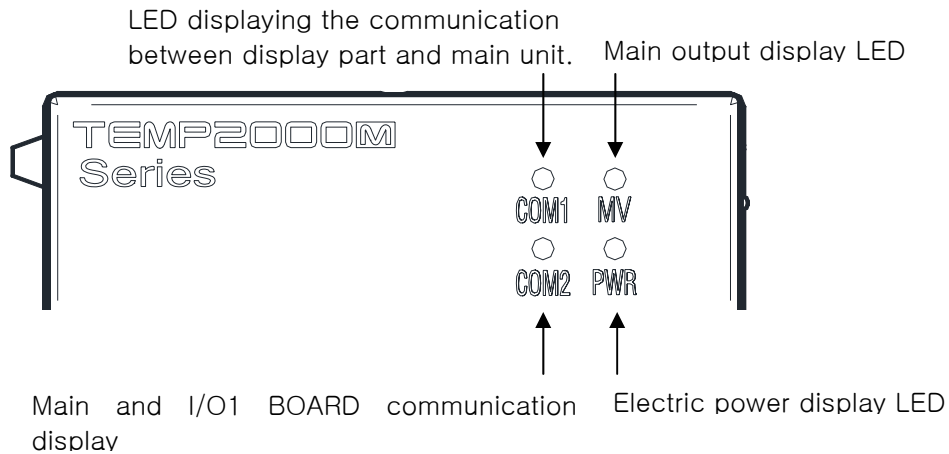 LED displaying the communication
between display part and main unit.
Main output display LED
TEMP2000M
Series
COM1 MV
COM2 PWR
Main and I/O1 BOARD communication
display
Electric power display LED